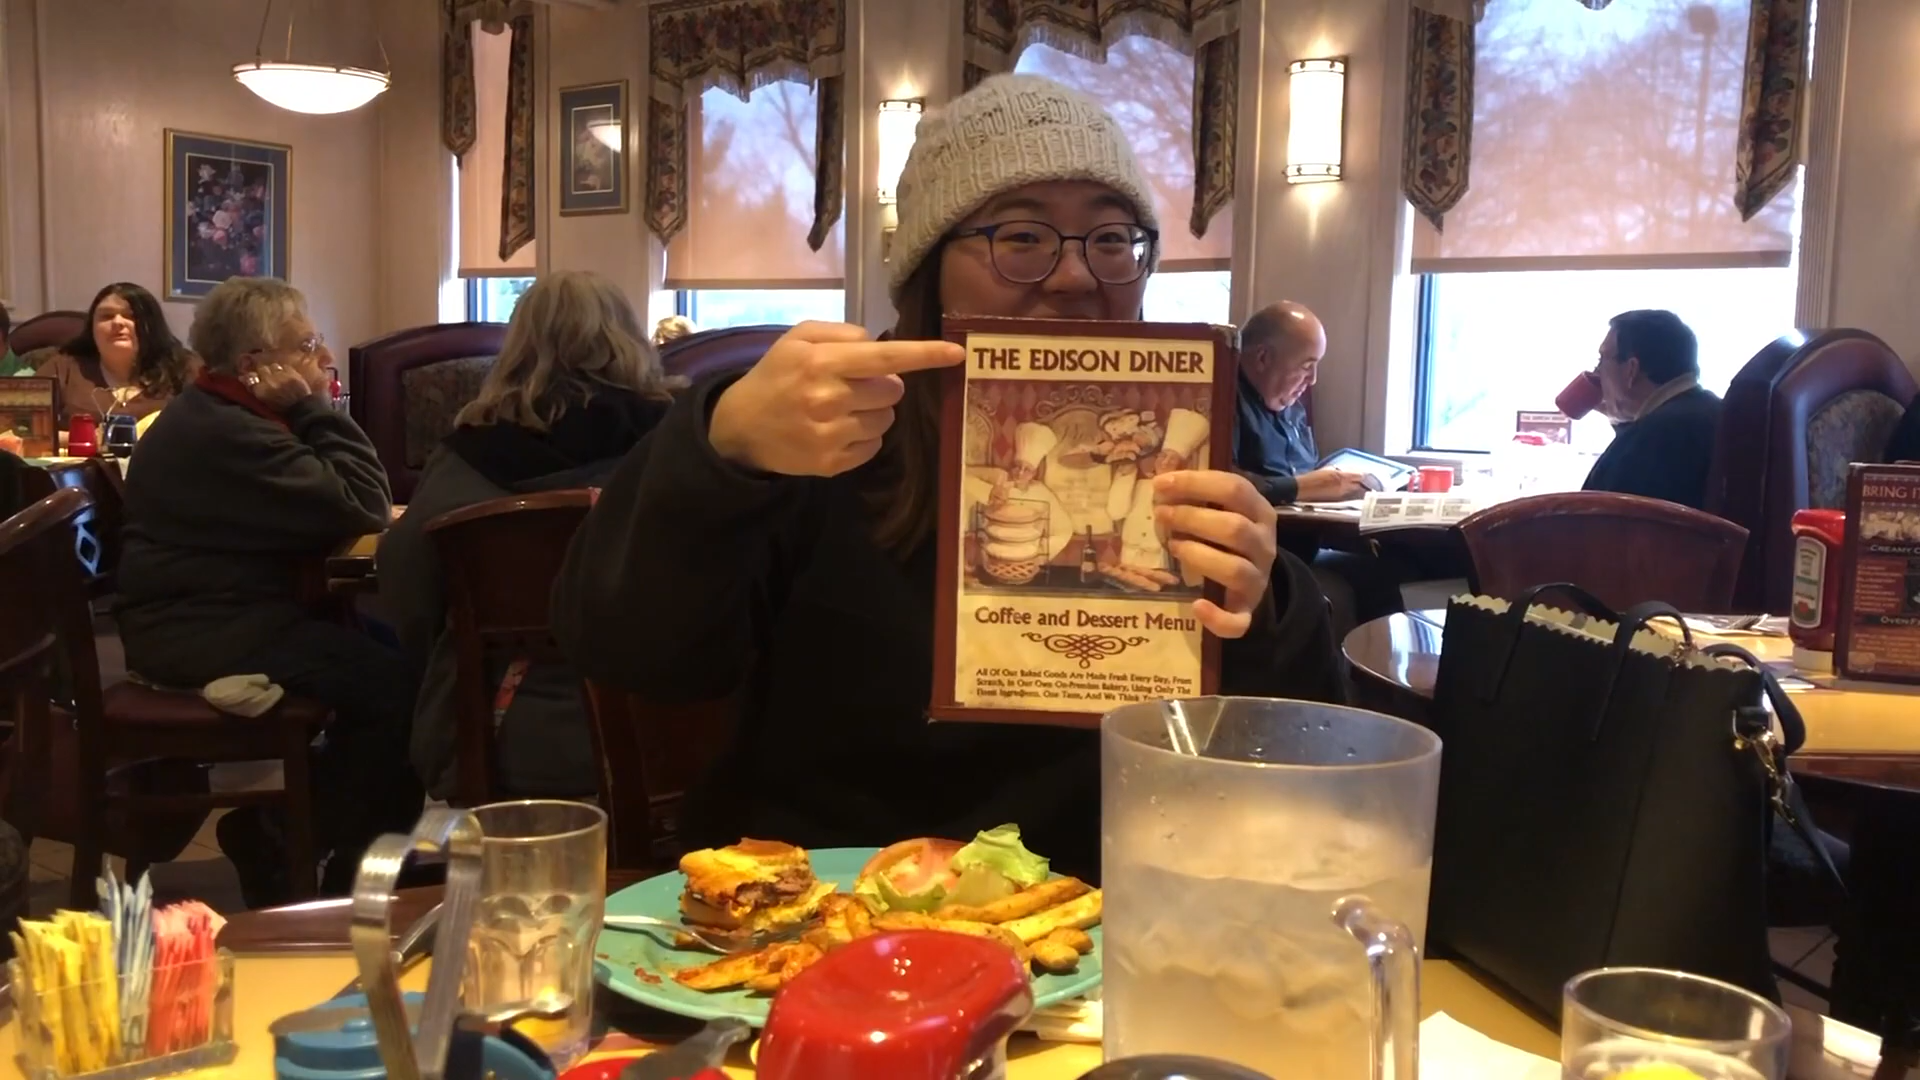 THE EDISON DINER
Coffee and Dessert Menu
All Of Our Baked Goods Are Made Fresh Every Day, From
Scratch, In Our Own On-Premises Bakery, Using Only The
Finest Ingredients. One Taste, And We Think
BRING IT
CREAMY C